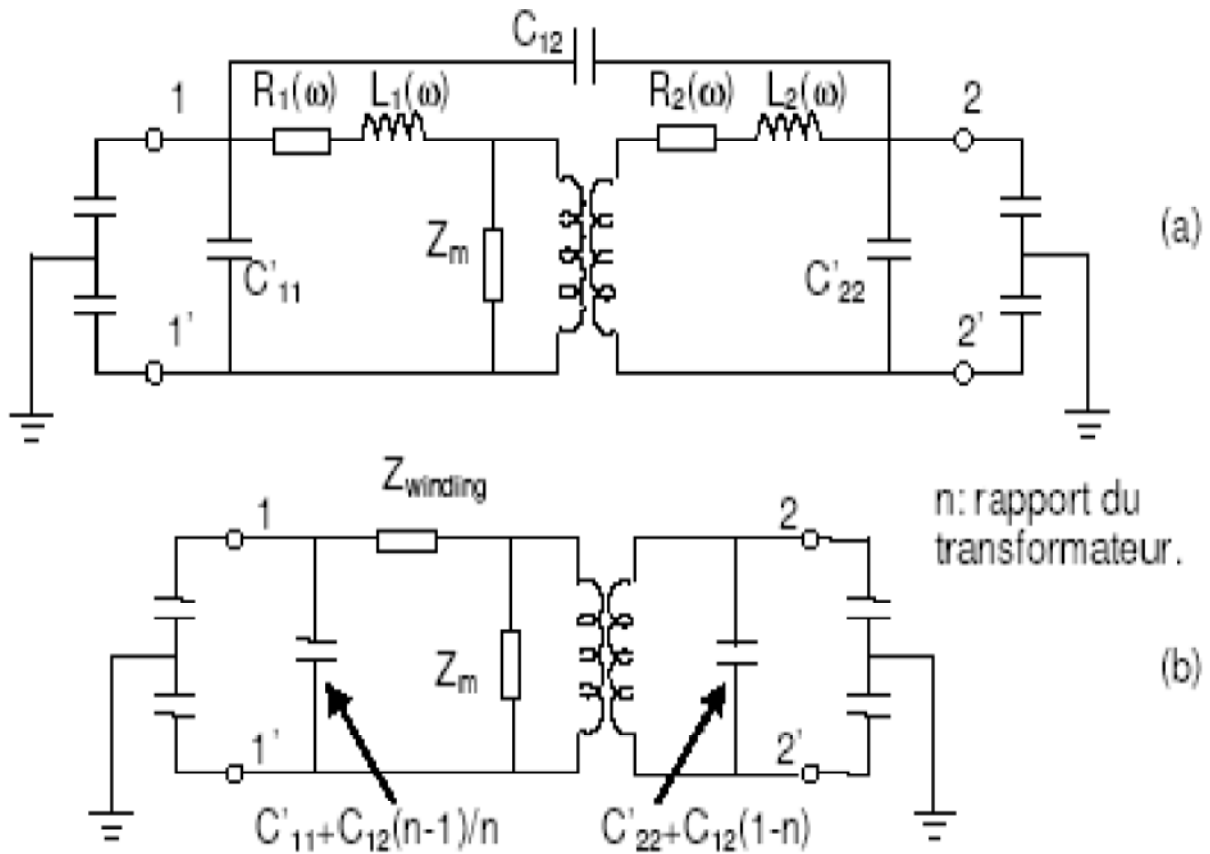 C₁₂
1 R₁(ω) L₁(ω) R₂(ω) L₂(ω) 2
Zₘ
(a)
C'₁₁ C'₂₂
1' 2'
Z_winding
1 2
n: rapport du
transformateur.
Zₘ
(b)
1' 2'
C'₁₁+C₁₂(n-1)/n C'₂₂+C₁₂(1-n)